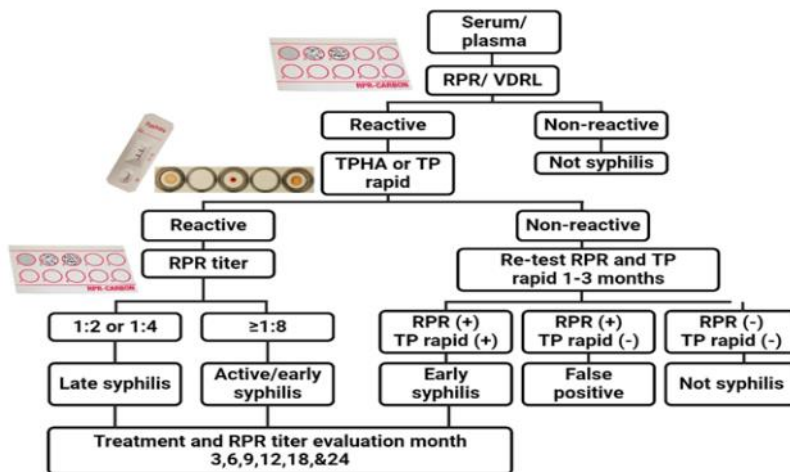 Serum/
plasma
RPR-CARBON
RPR/ VDRL
Reactive
Non-reactive
TPHA or TP
rapid
Not syphilis
Reactive
Non-reactive
RPR titer
Re-test RPR and TP
rapid 1-3 months
RPR-CARBON
1:2 or 1:4
≥1:8
RPR (+)
TP rapid (+)
RPR (+)
TP rapid (-)
RPR (-)
TP rapid (-)
Late syphilis
Active/early
syphilis
Early
syphilis
False
positive
Not syphilis
Treatment and RPR titer evaluation month
3,6,9,12,18,&24